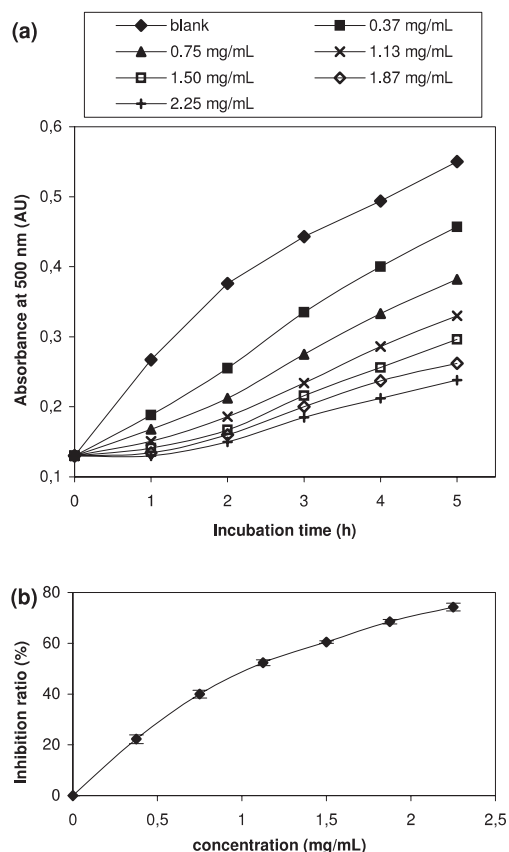 (a)
blank 0.37 mg/mL
0.75 mg/mL 1.13 mg/mL
1.50 mg/mL 1.87 mg/mL
2.25 mg/mL
0,6
0,5
0,4
0,3
0,2
0,1
Absorbance at 500 nm (AU)
0 1 2 3 4 5
Incubation time (h)
(b)
80
60
40
20
0
Inhibition ratio (%)
0 0,5 1 1,5 2 2,5
concentration (mg/mL)